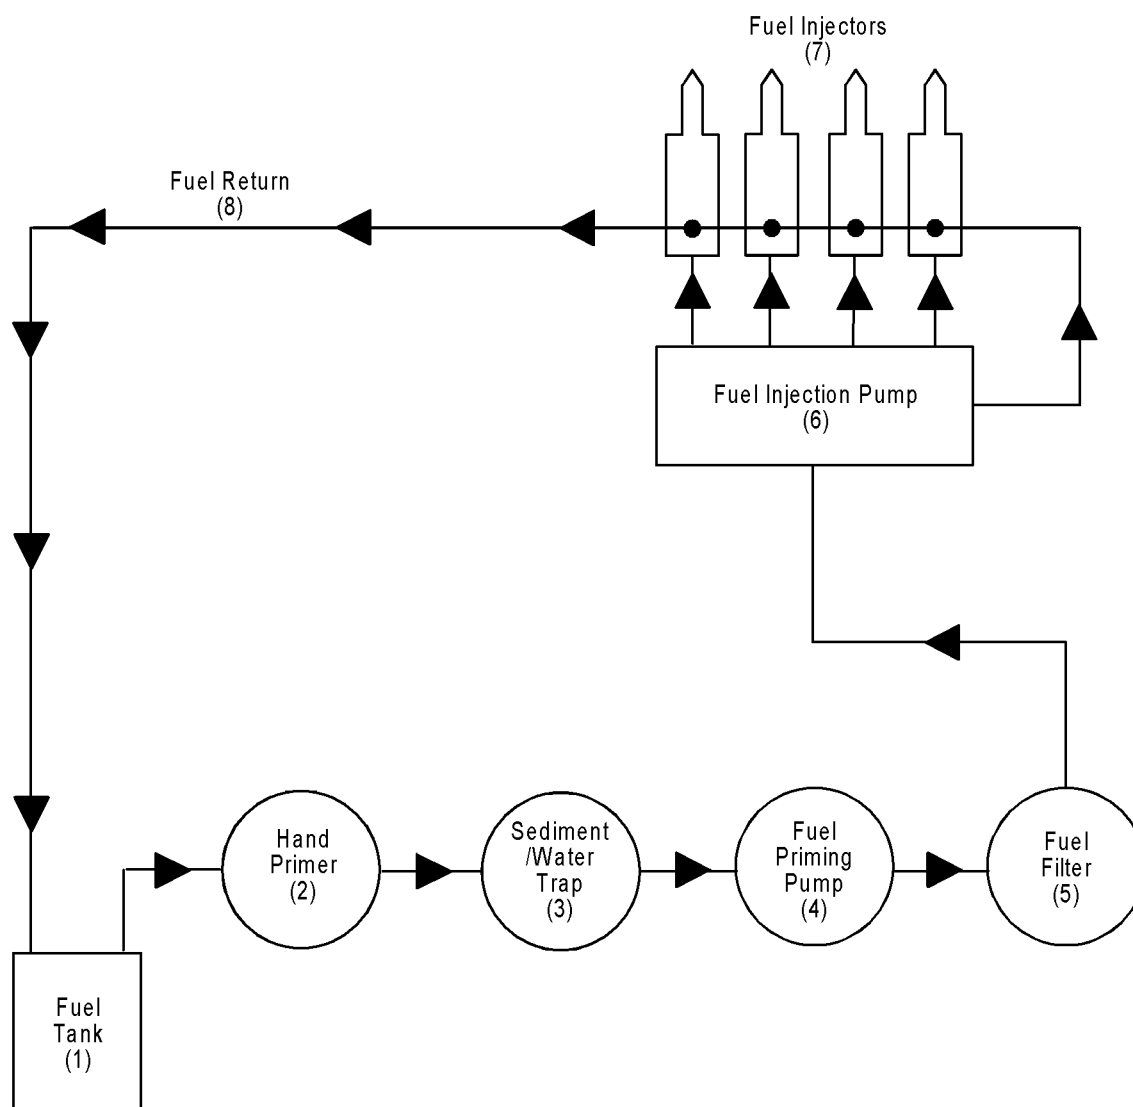 Fuel Injectors
(7)
Fuel Return
(8)
Fuel Injection Pump
(6)
Hand
Primer
(2)
Sediment
/Water
Trap
(3)
Fuel
Priming
Pump
(4)
Fuel
Filter
(5)
Fuel
Tank
(1)